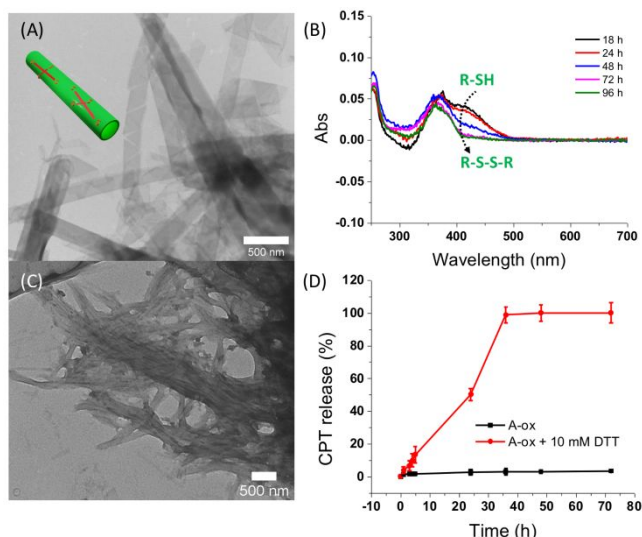 (A)
500 nm
(B)
0.15
0.10
0.05
0.00
-0.05
-0.10
Abs
18 h
24 h
48 h
72 h
96 h
R-SH
R-S-S-R
300 400 500 600 700
Wavelength (nm)
(C)
500 nm
(D)
120
100
80
60
40
20
0
CPT release (%)
A-ox
A-ox + 10 mM DTT
-10 0 10 20 30 40 50 60 70 80
Time (h)